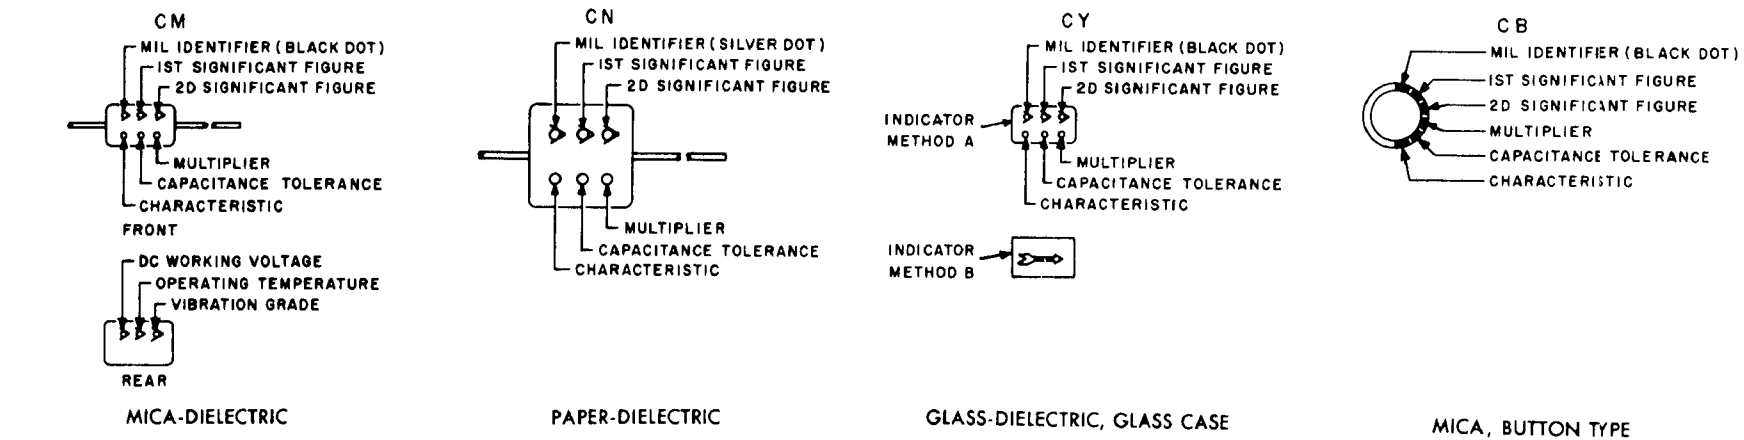 CM
MIL IDENTIFIER (BLACK DOT)
1ST SIGNIFICANT FIGURE
2D SIGNIFICANT FIGURE
MULTIPLIER
CAPACITANCE TOLERANCE
CHARACTERISTIC
FRONT
DC WORKING VOLTAGE
OPERATING TEMPERATURE
VIBRATION GRADE
REAR
MICA-DIELECTRIC
CN
MIL IDENTIFIER (SILVER DOT)
1ST SIGNIFICANT FIGURE
2D SIGNIFICANT FIGURE
MULTIPLIER
CAPACITANCE TOLERANCE
CHARACTERISTIC
PAPER-DIELECTRIC
CY
MIL IDENTIFIER (BLACK DOT)
1ST SIGNIFICANT FIGURE
2D SIGNIFICANT FIGURE
INDICATOR
METHOD A
MULTIPLIER
CAPACITANCE TOLERANCE
CHARACTERISTIC
INDICATOR
METHOD B
GLASS-DIELECTRIC, GLASS CASE
CB
MIL IDENTIFIER (BLACK DOT)
1ST SIGNIFICANT FIGURE
2D SIGNIFICANT FIGURE
MULTIPLIER
CAPACITANCE TOLERANCE
CHARACTERISTIC
MICA, BUTTON TYPE